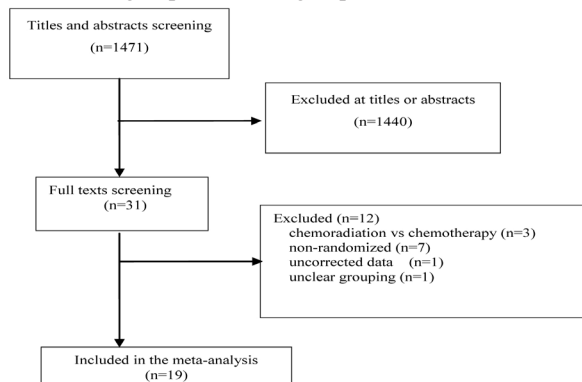 Titles and abstracts screening
(n=1471)
Excluded at titles or abstracts
(n=1440)
Full texts screening
(n=31)
Excluded (n=12)
chemoradiation vs chemotherapy (n=3)
non-randomized (n=7)
uncorrected data (n=1)
unclear grouping (n=1)
Included in the meta-analysis
(n=19)